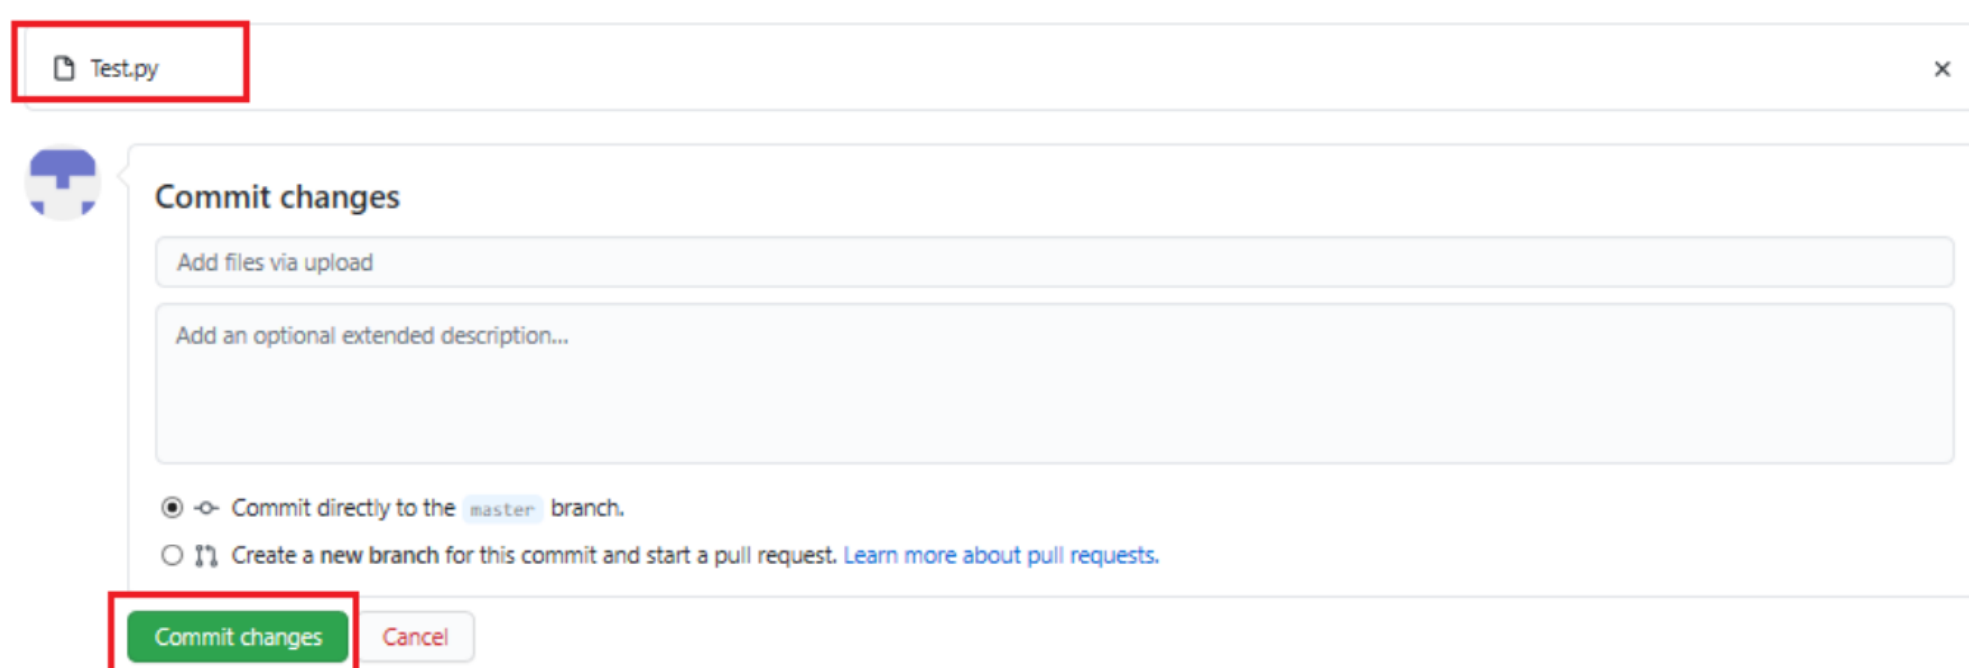 Test.py
Commit changes
Add files via upload
Add an optional extended description...
Commit directly to the master branch.
Create a new branch for this commit and start a pull request. Learn more about pull requests.
Commit changes Cancel